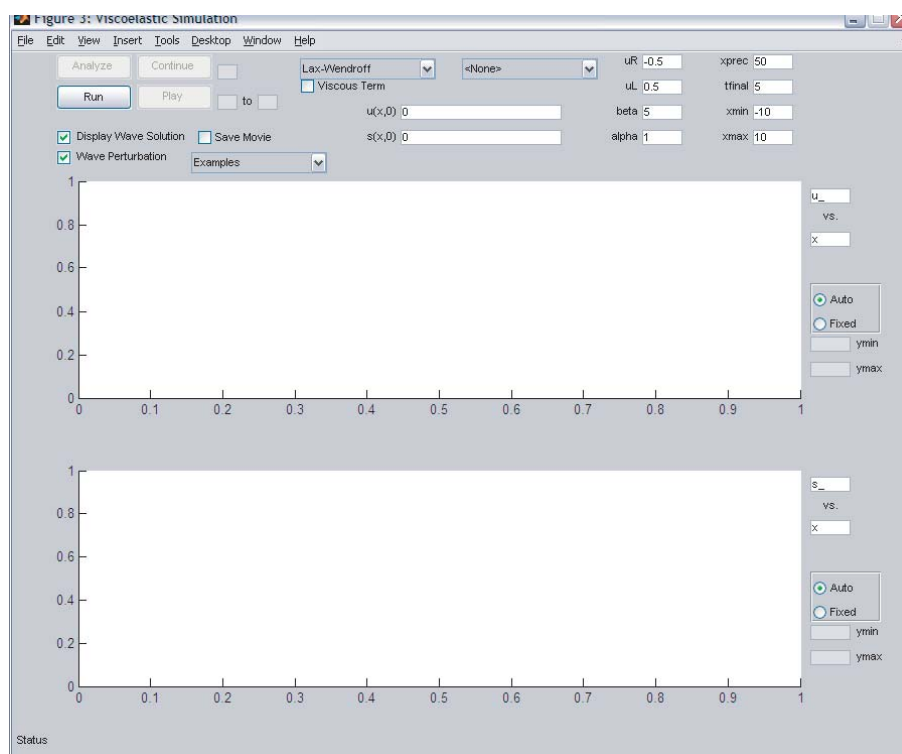 Figure 3: Viscoelastic Simulation
File Edit View Insert Tools Desktop Window Help
Analyze Continue
Run Play
to
Lax-Wendroff
<None>
Viscous Term
u(x,0) 0
s(x,0) 0
uR -0.5
uL 0.5
beta 5
alpha 1
xprec 50
tfinal 5
xmin -10
xmax 10
Display Wave Solution Save Movie
Wave Perturbation Examples
1
0.8
0.6
0.4
0.2
0
0 0.1 0.2 0.3 0.4 0.5 0.6 0.7 0.8 0.9 1
u_
vs.
x
Auto
Fixed
ymin
ymax
1
0.8
0.6
0.4
0.2
0
0 0.1 0.2 0.3 0.4 0.5 0.6 0.7 0.8 0.9 1
s_
vs.
x
Auto
Fixed
ymin
ymax
Status